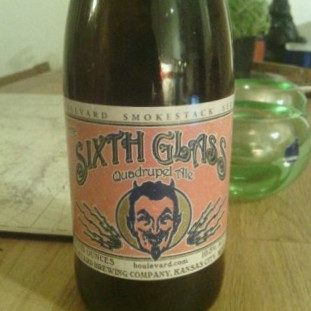 SMOKESTACK
SIXTH GLASS
Quadrupel Ale
OUNCES
boulevard.com
BREWING COMPANY, KANSAS CITY,